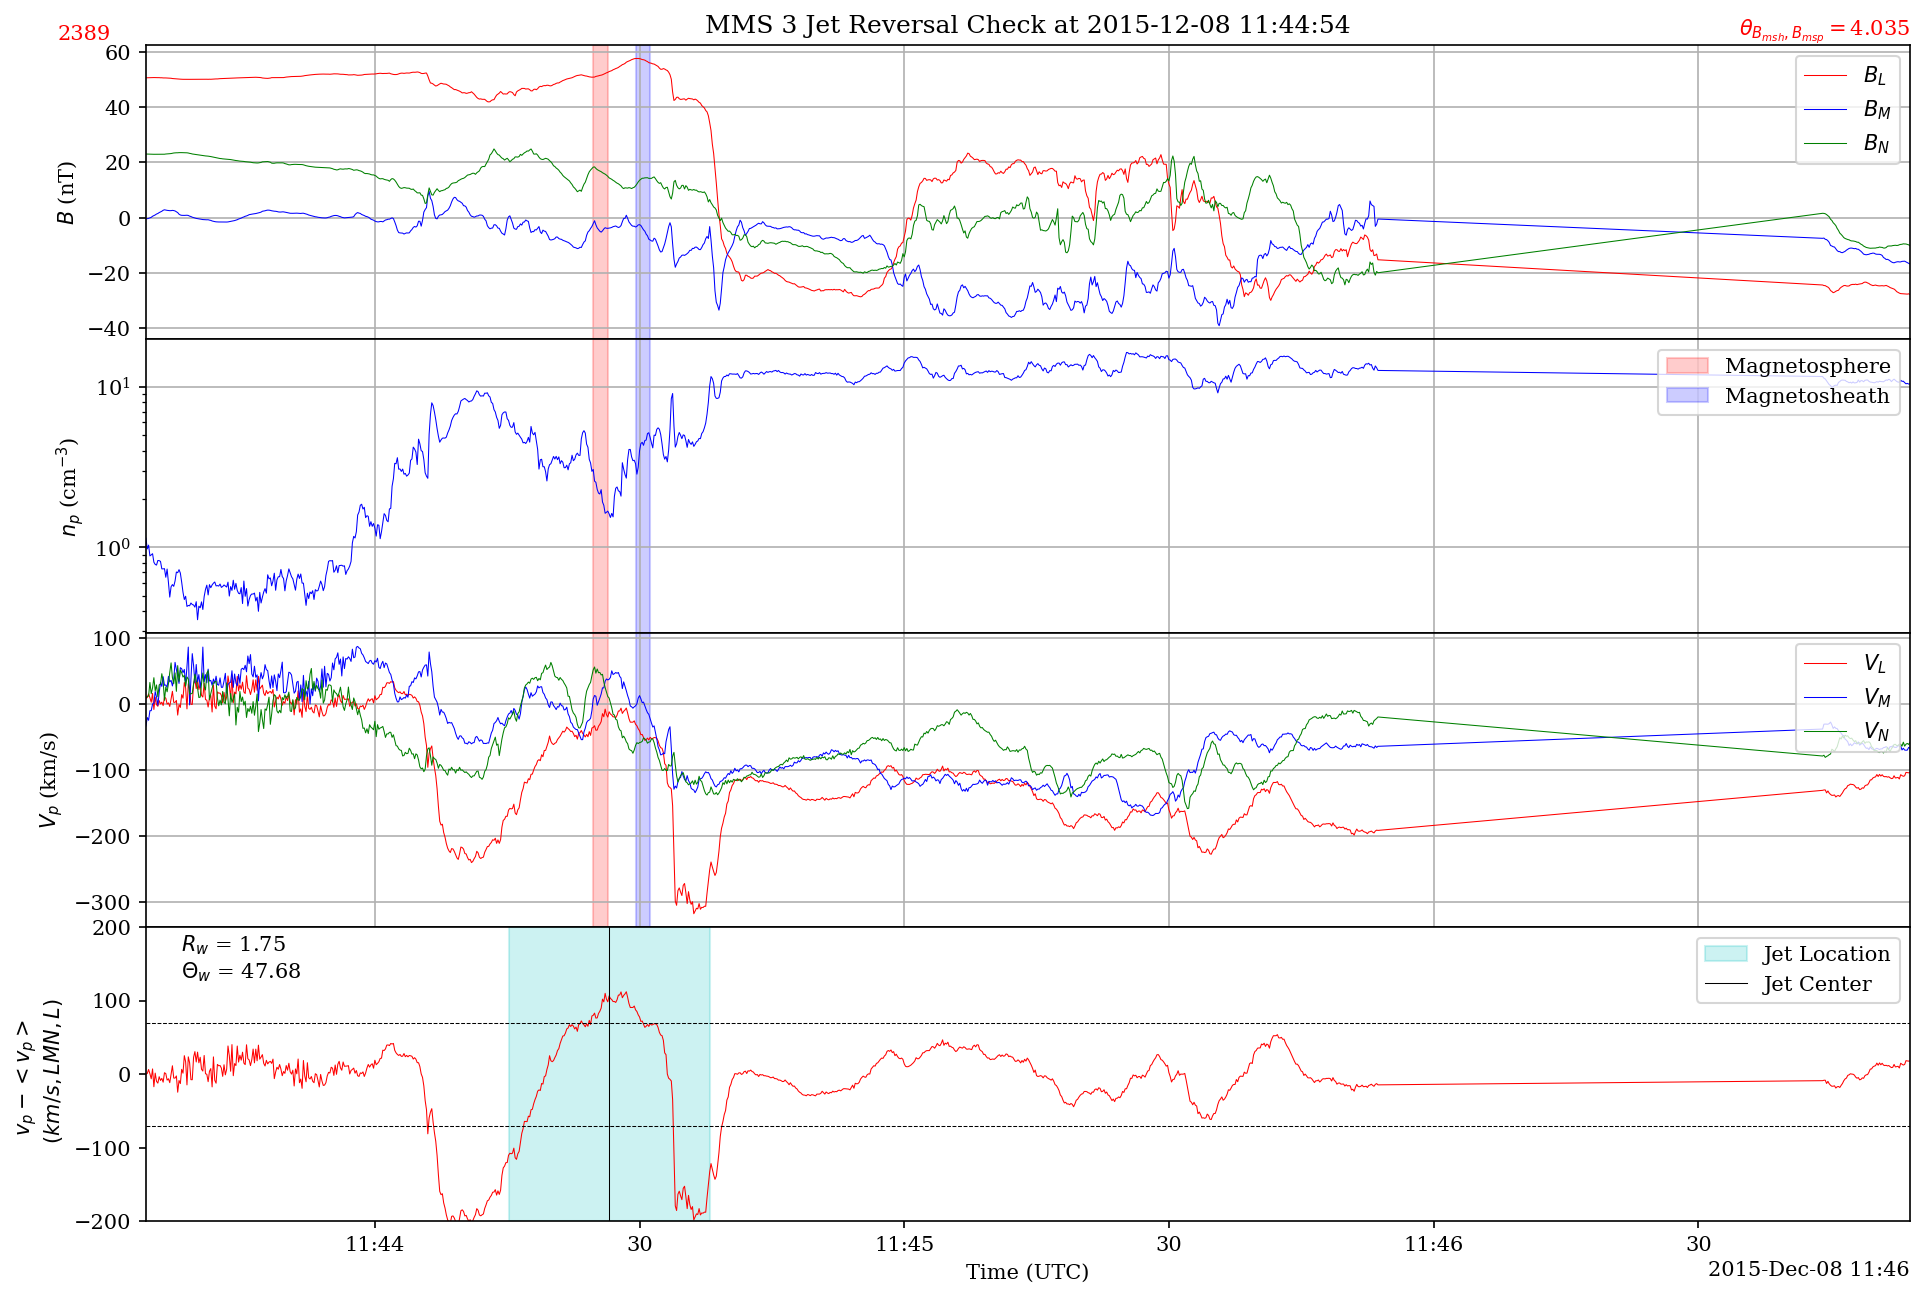 2389
MMS 3 Jet Reversal Check at 2015-12-08 11:44:54
θ_{B_{msh}, B_{msp}} = 4.035
60
40
20
0
−20
−40
B (nT)
B_L
B_M
B_N
10^1
10^0
n_p (cm^{−3})
Magnetosphere
Magnetosheath
100
0
−100
−200
−300
V_p (km/s)
V_L
V_M
V_N
200
100
0
−100
−200
v_p − < v_p >
(km/s, LMN, L)
R_w = 1.75
Θ_w = 47.68
Jet Location
Jet Center
11:44
30
11:45
30
11:46
30
Time (UTC)
2015-Dec-08 11:46